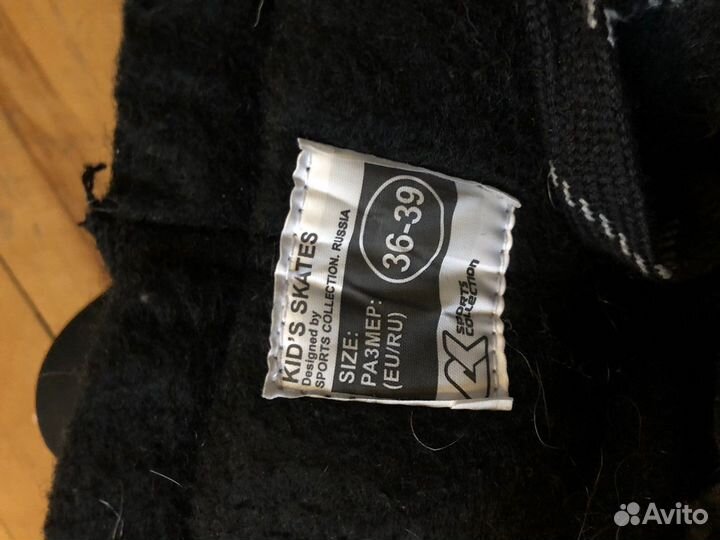 KID'S SKATES
Designed by
SPORTS COLLECTION. RUSSIA
SIZE:
РАЗМЕР:
(EU/RU)
36-39
SPORTS
COLLECTION
Avito